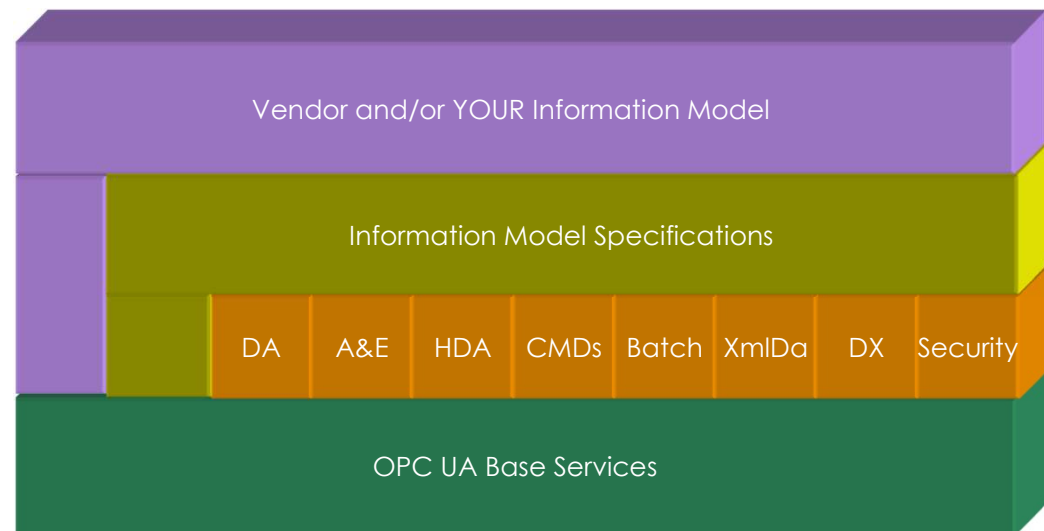 Vendor and/or YOUR Information Model
Information Model Specifications
DA A&E HDA CMDs Batch XmlDa DX Security
OPC UA Base Services